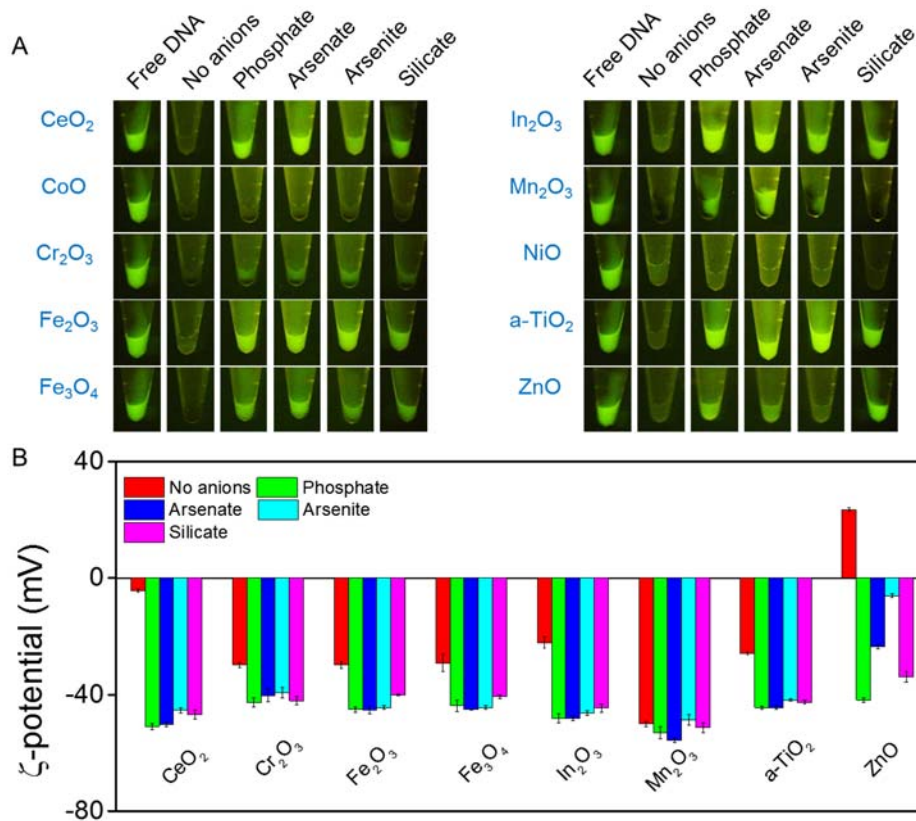 A
Free DNA No anions Phosphate Arsenate Arsenite Silicate
CeO₂
CoO
Cr₂O₃
Fe₂O₃
Fe₃O₄
Free DNA No anions Phosphate Arsenate Arsenite Silicate
In₂O₃
Mn₂O₃
NiO
a-TiO₂
ZnO
B
ζ-potential (mV)
40
0
-40
-80
No anions Phosphate
Arsenate Arsenite
Silicate
CeO₂ Cr₂O₃ Fe₂O₃ Fe₃O₄ In₂O₃ Mn₂O₃ a-TiO₂ ZnO